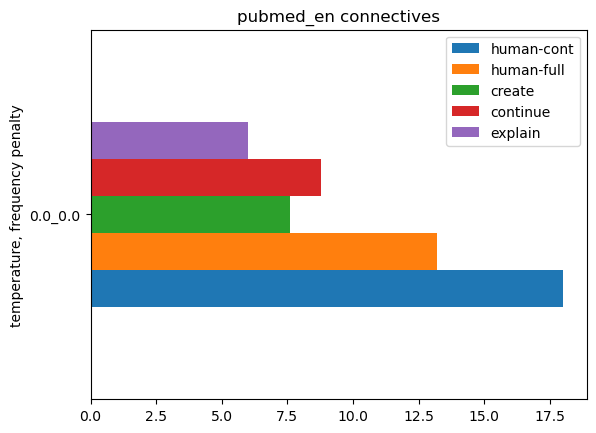 pubmed_en connectives
human-cont
human-full
create
continue
explain
temperature, frequency penalty
0.0_0.0
0.0 2.5 5.0 7.5 10.0 12.5 15.0 17.5